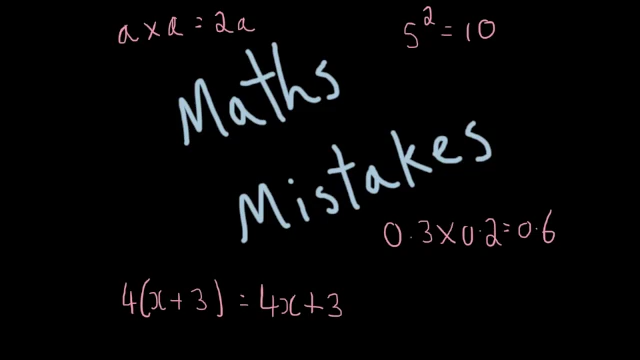 a × a = 2a
5² = 10
Maths
Mistakes
0.3 × 0.2 = 0.6
4(x + 3) = 4x + 3